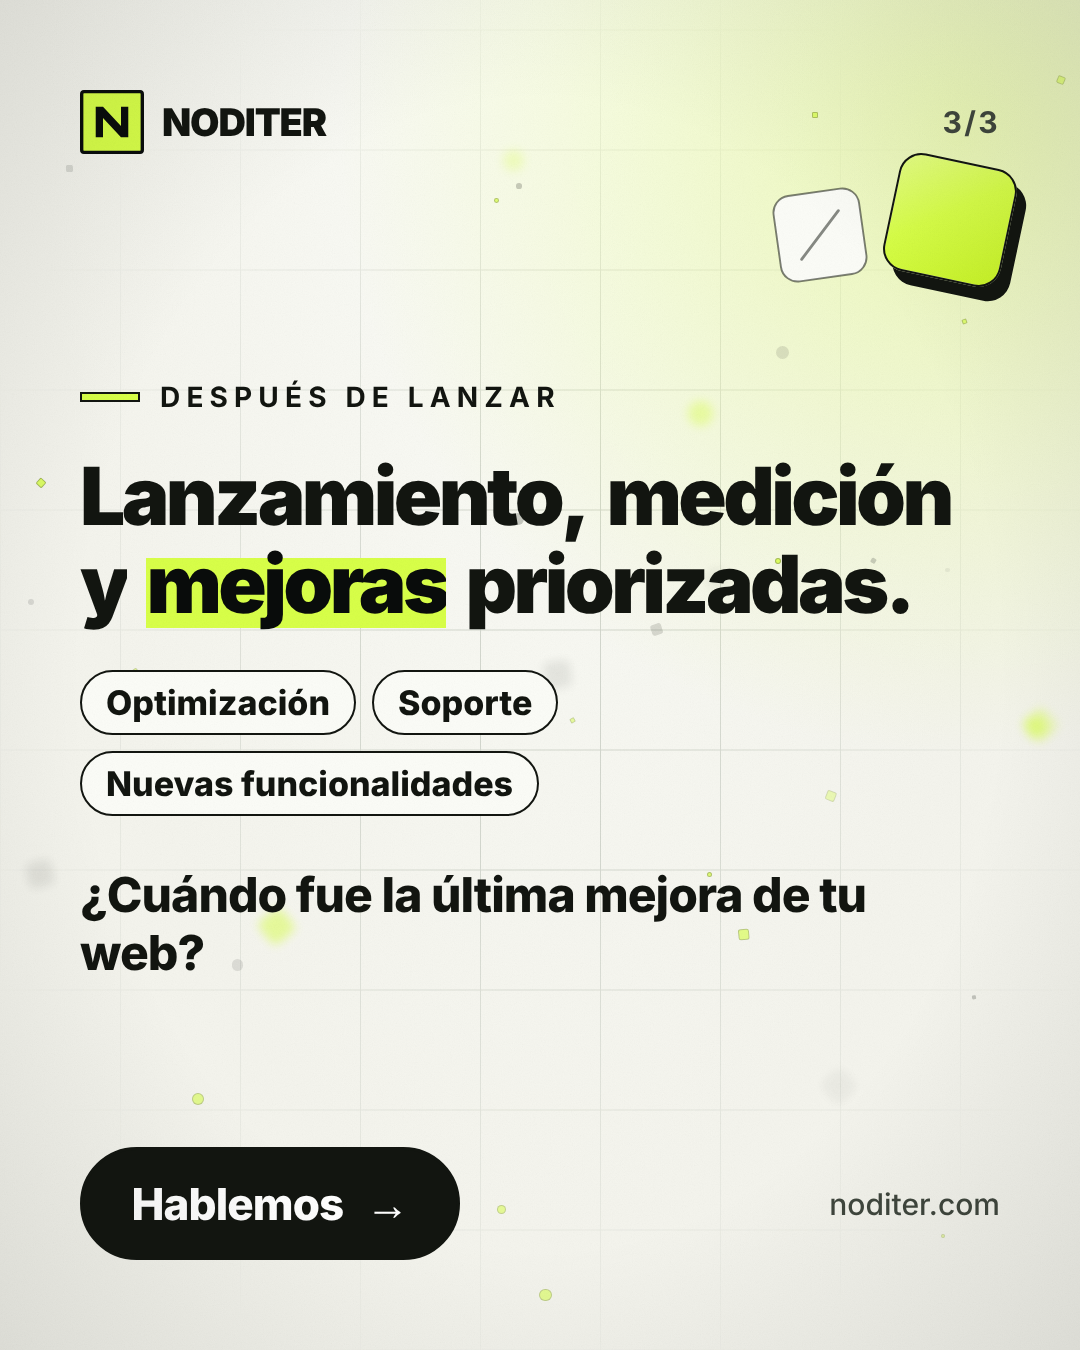 N NODITER
3/3
DESPUÉS DE LANZAR
Lanzamiento, medición
y mejoras priorizadas.
Optimización Soporte
Nuevas funcionalidades
¿Cuándo fue la última mejora de tu
web?
Hablemos →
noditer.com